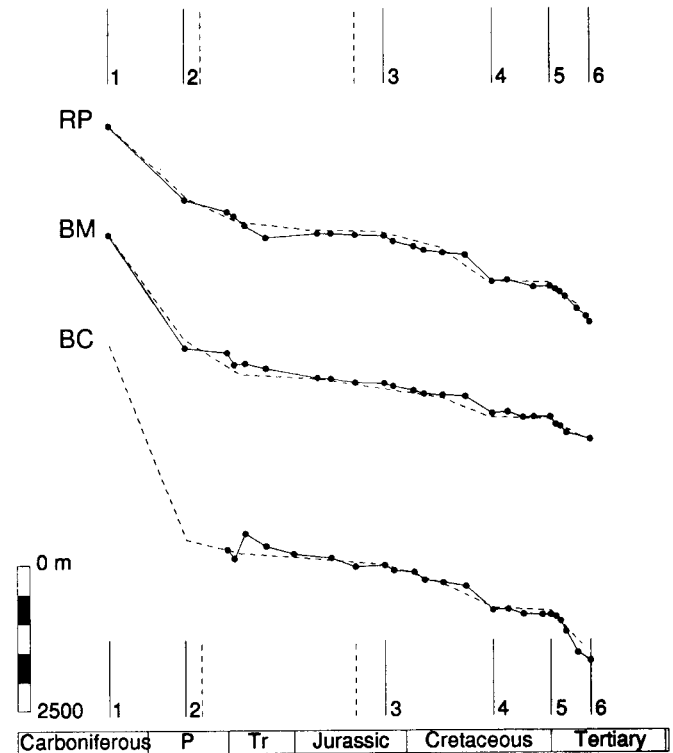 1 2 3 4 5 6
RP
BM
BC
0 m
2500
1 2 3 4 5 6
Carboniferous P Tr Jurassic Cretaceous Tertiary